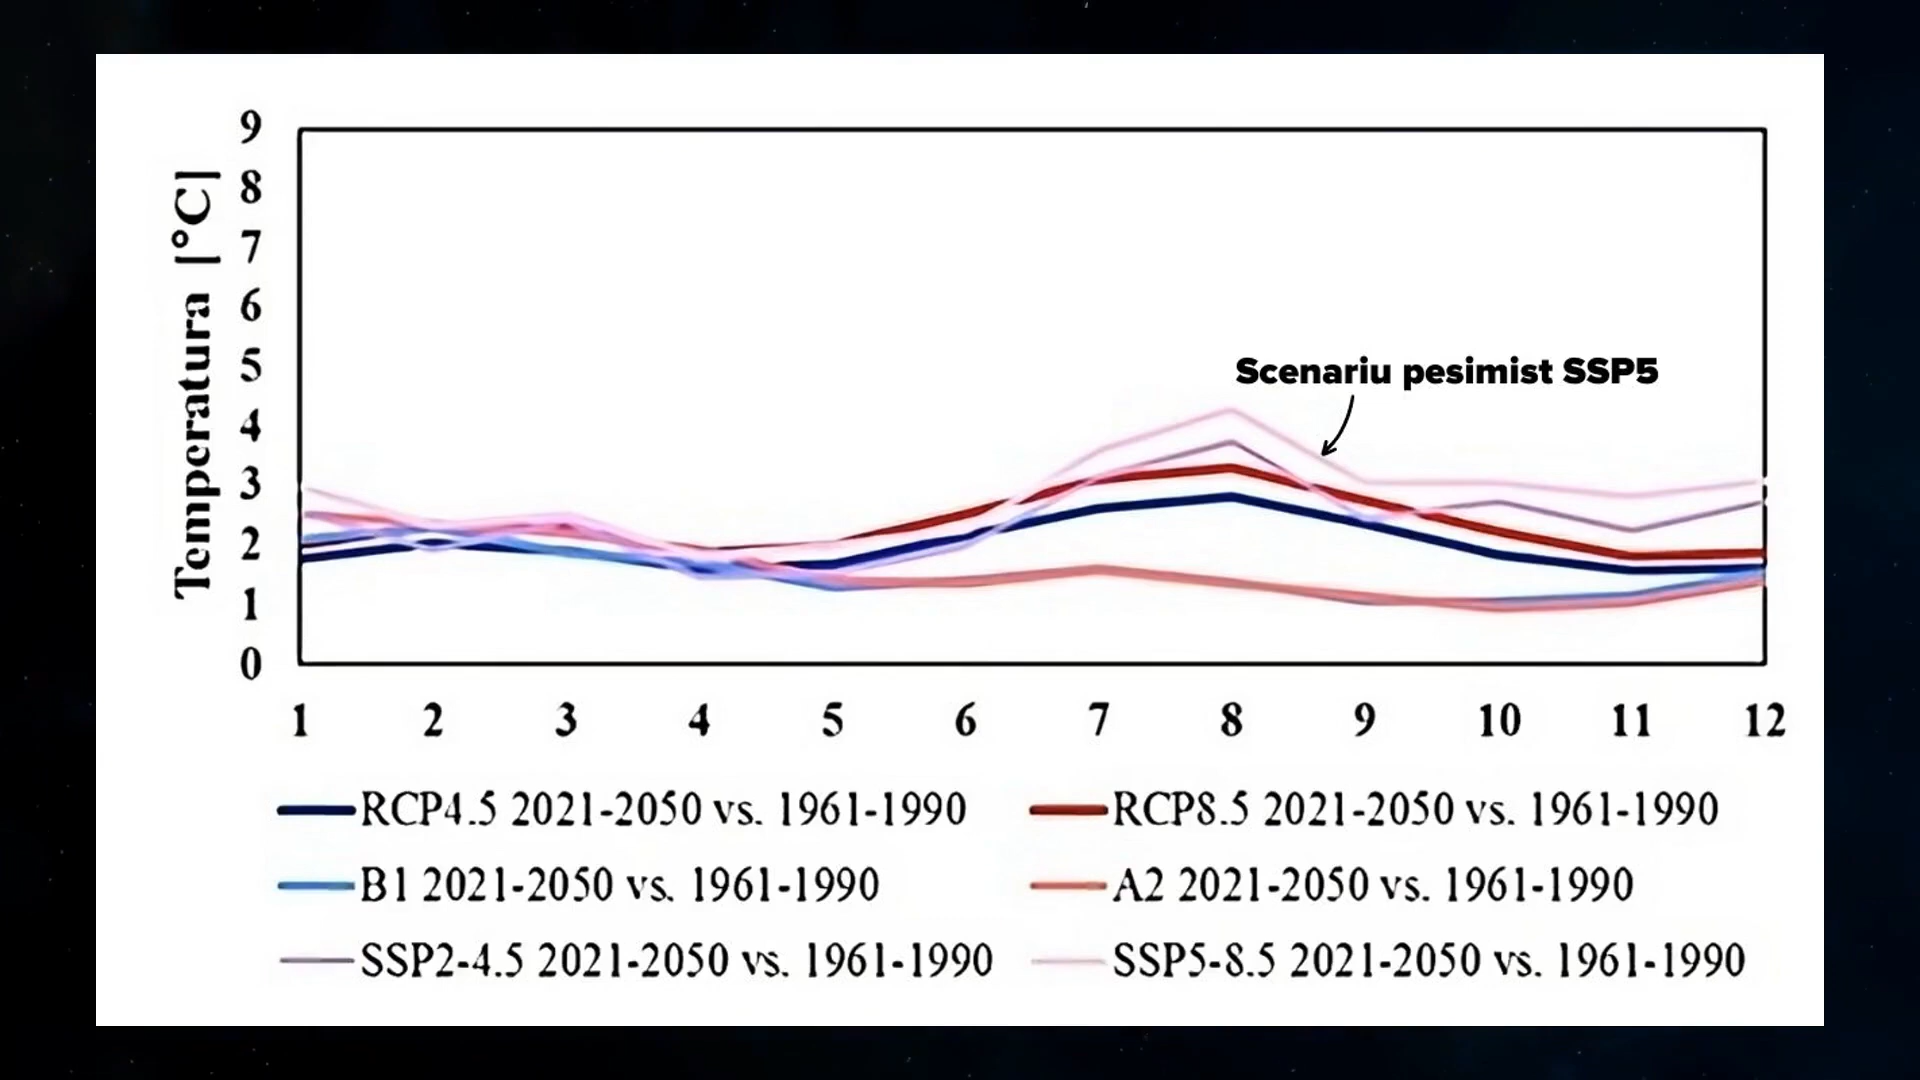 9
8
7
6
5
4
3
2
1
0
Temperatura [°C]
Scenariu pesimist SSP5
1 2 3 4 5 6 7 8 9 10 11 12
RCP4.5 2021-2050 vs. 1961-1990
RCP8.5 2021-2050 vs. 1961-1990
B1 2021-2050 vs. 1961-1990
A2 2021-2050 vs. 1961-1990
SSP2-4.5 2021-2050 vs. 1961-1990
SSP5-8.5 2021-2050 vs. 1961-1990